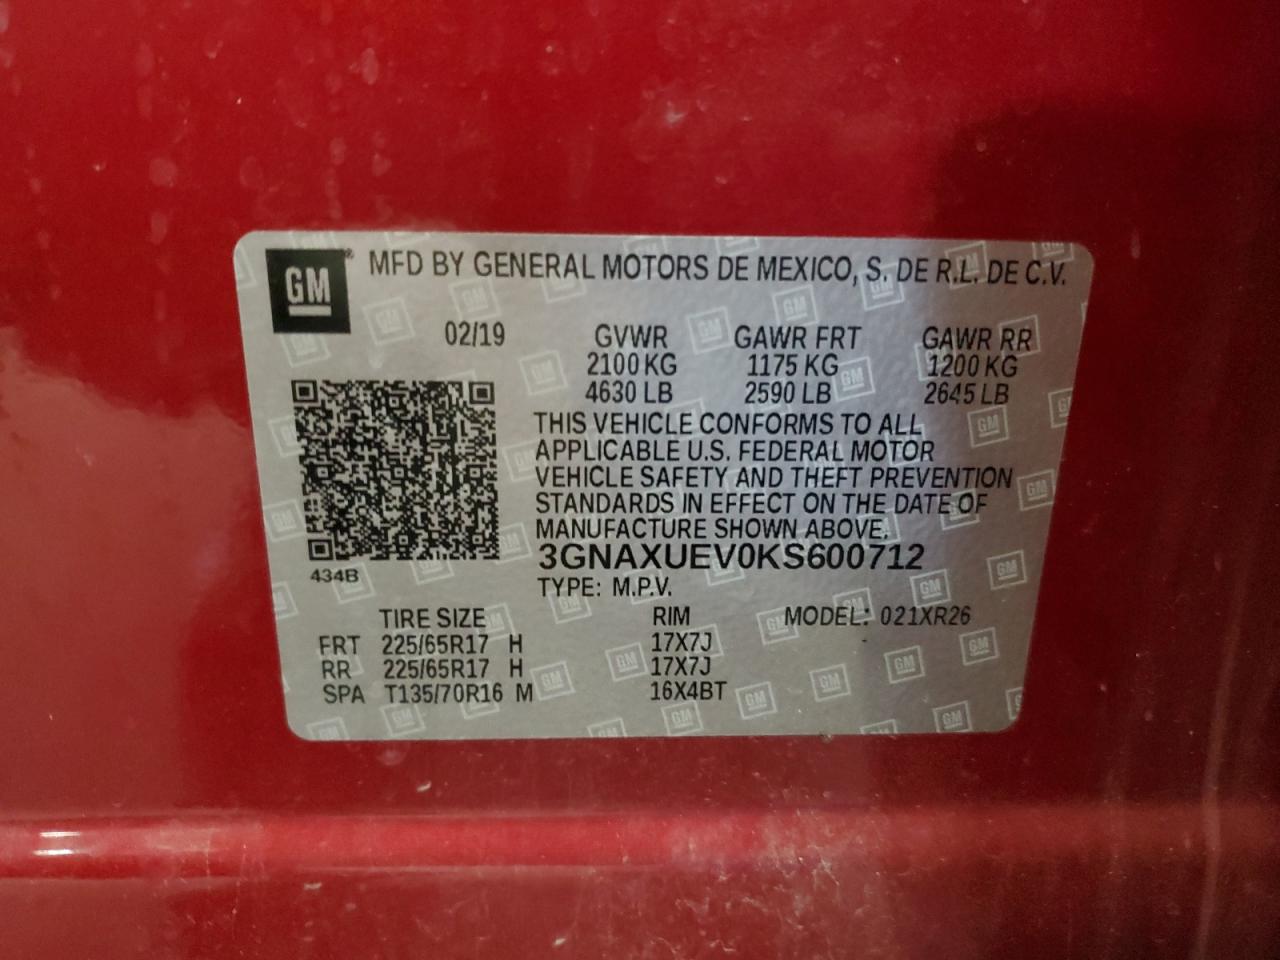 GM® MFD BY GENERAL MOTORS DE MEXICO, S. DE R.L. DE C.V.
02/19 GVWR GAWR FRT GAWR RR
2100 KG 1175 KG 1200 KG
4630 LB 2590 LB 2645 LB
THIS VEHICLE CONFORMS TO ALL
APPLICABLE U.S. FEDERAL MOTOR
VEHICLE SAFETY AND THEFT PREVENTION
STANDARDS IN EFFECT ON THE DATE OF
MANUFACTURE SHOWN ABOVE.
3GNAXUEV0KS600712
434B
TYPE: M.P.V.
TIRE SIZE RIM MODEL: 021XR26
FRT 225/65R17 H 17X7J
RR 225/65R17 H 17X7J
SPA T135/70R16 M 16X4BT